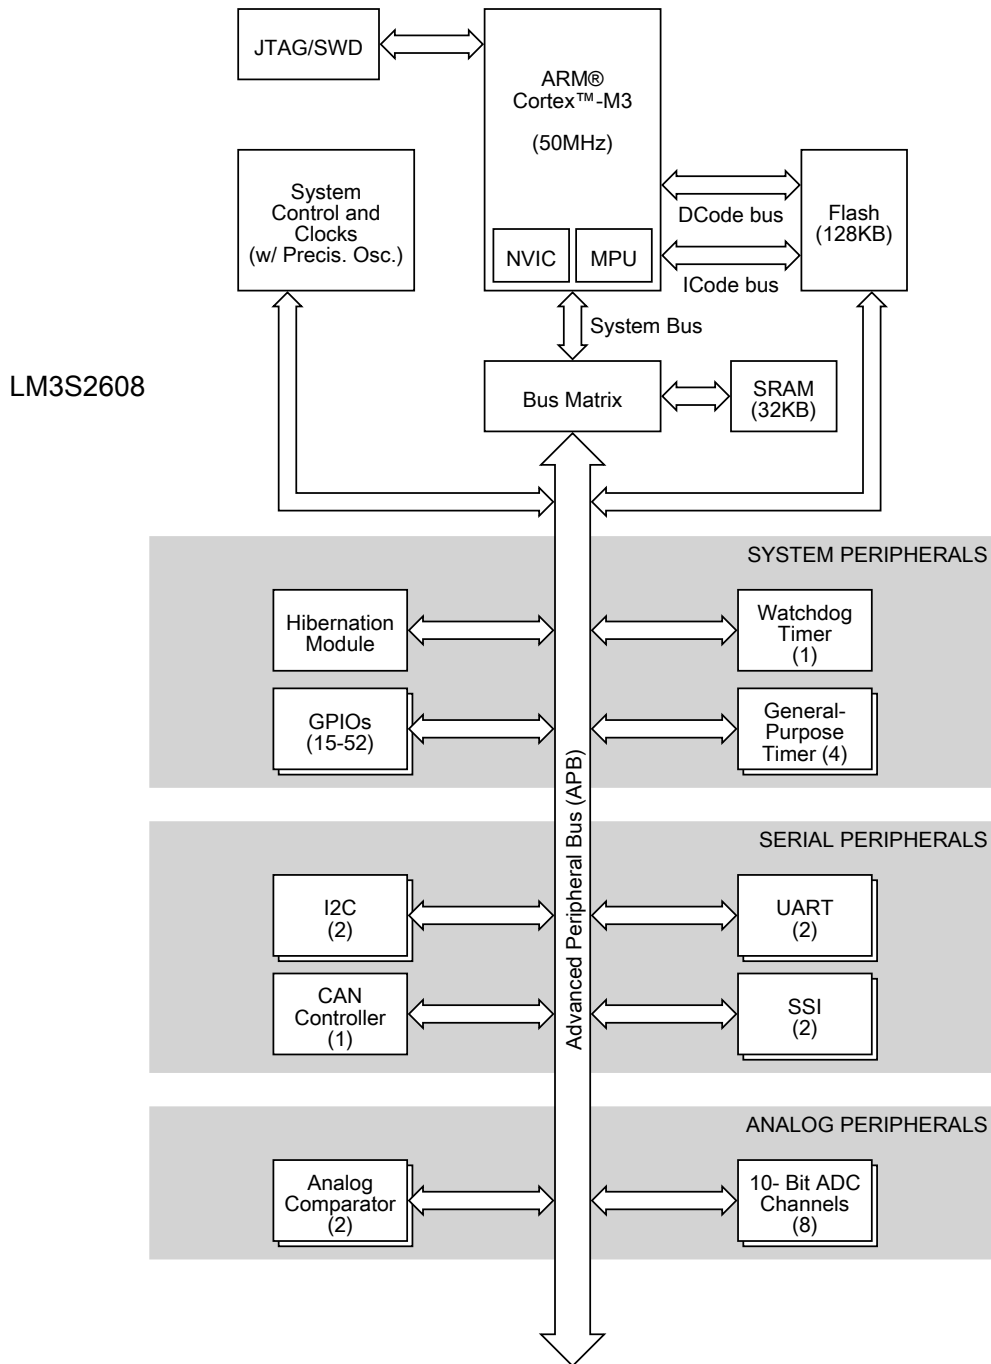 JTAG/SWD
ARM®
Cortex™-M3
(50MHz)
NVIC
MPU
System
Control and
Clocks
(w/ Precis. Osc.)
DCode bus
ICode bus
Flash
(128KB)
System Bus
LM3S2608
Bus Matrix
SRAM
(32KB)
Advanced Peripheral Bus (APB)
SYSTEM PERIPHERALS
Hibernation
Module
Watchdog
Timer
(1)
GPIOs
(15-52)
General-
Purpose
Timer (4)
SERIAL PERIPHERALS
I2C
(2)
UART
(2)
CAN
Controller
(1)
SSI
(2)
ANALOG PERIPHERALS
Analog
Comparator
(2)
10- Bit ADC
Channels
(8)